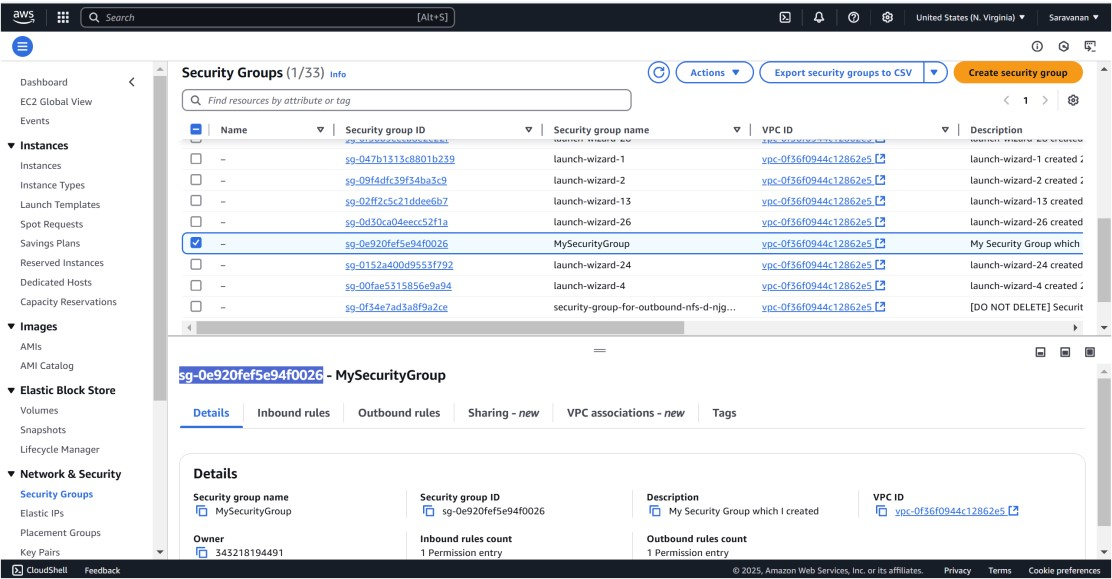 aws
Search [Alt+S] United States (N. Virginia) ▼ Saravanan ▼
Dashboard
EC2 Global View
Events
▼ Instances
Instances
Instance Types
Launch Templates
Spot Requests
Savings Plans
Reserved Instances
Dedicated Hosts
Capacity Reservations
▼ Images
AMIs
AMI Catalog
▼ Elastic Block Store
Volumes
Snapshots
Lifecycle Manager
▼ Network & Security
Security Groups
Elastic IPs
Placement Groups
Key Pairs
Security Groups (1/33) Info
Actions ▼ Export security groups to CSV ▼ Create security group
Find resources by attribute or tag
1
Name Security group ID Security group name VPC ID Description
– sg-047b1313c8801b239 launch-wizard-1 vpc-0f36f0944c12862e5 launch-wizard-1 created 2
– sg-09f4dfc39f34ba3c9 launch-wizard-2 vpc-0f36f0944c12862e5 launch-wizard-2 created 2
– sg-02ff2c5c21ddee6b7 launch-wizard-13 vpc-0f36f0944c12862e5 launch-wizard-13 created
– sg-0d30ca04eecc52f1a launch-wizard-26 vpc-0f36f0944c12862e5 launch-wizard-26 created
– sg-0e920fef5e94f0026 MySecurityGroup vpc-0f36f0944c12862e5 My Security Group which
– sg-0152a400d9553f792 launch-wizard-24 vpc-0f36f0944c12862e5 launch-wizard-24 created
– sg-00fae5315856e9a94 launch-wizard-4 vpc-0f36f0944c12862e5 launch-wizard-4 created 2
– sg-0f34e7ad3a8f9a2ce security-group-for-outbound-nfs-d-njg... vpc-0f36f0944c12862e5 [DO NOT DELETE] Securit
sg-0e920fef5e94f0026 - MySecurityGroup
Details Inbound rules Outbound rules Sharing - new VPC associations - new Tags
Details
Security group name Security group ID Description VPC ID
MySecurityGroup sg-0e920fef5e94f0026 My Security Group which I created vpc-0f36f0944c12862e5
Owner Inbound rules count Outbound rules count
343218194491 1 Permission entry 1 Permission entry
CloudShell Feedback © 2025, Amazon Web Services, Inc. or its affiliates. Privacy Terms Cookie preferences